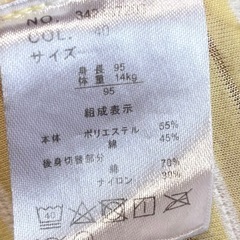 NO.
COL. 40
サイズ
身長 95
体重 14kg
95
組成表示
本体 ポリエステル 55%
綿 45%
後身切替部分
綿 70%
ナイロン 30%
40